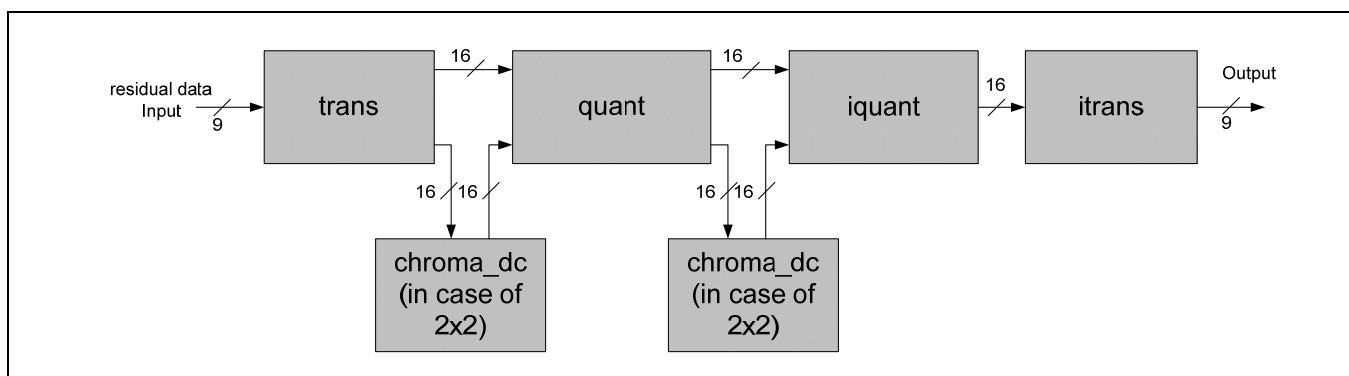 residual data
Input
9
trans
16
quant
16
iquant
16
itrans
Output
9
16
16
16
16
chroma_dc
(in case of
2x2)
chroma_dc
(in case of
2x2)